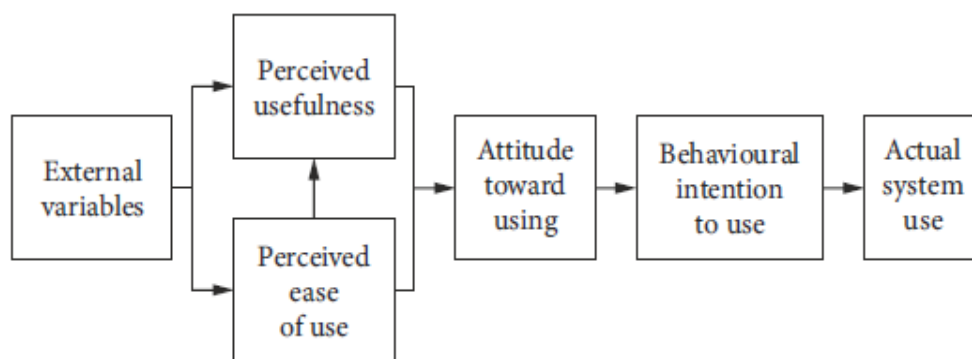 External
variables
Perceived
usefulness
Perceived
ease
of use
Attitude
toward
using
Behavioural
intention
to use
Actual
system
use